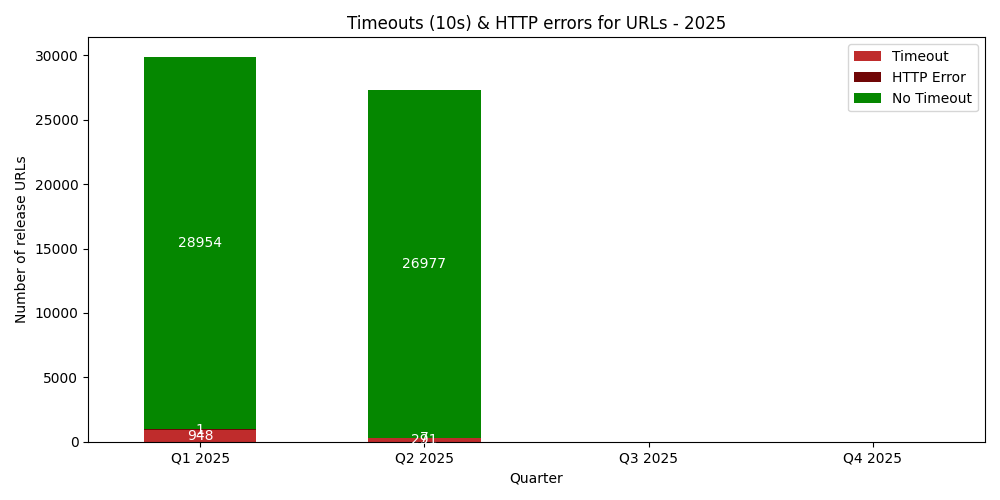 Timeouts (10s) & HTTP errors for URLs - 2025
Timeout
HTTP Error
No Timeout
Number of release URLs
30000
25000
20000
15000
10000
5000
0
28954
1
948
26977
7
291
Q1 2025
Q2 2025
Q3 2025
Q4 2025
Quarter